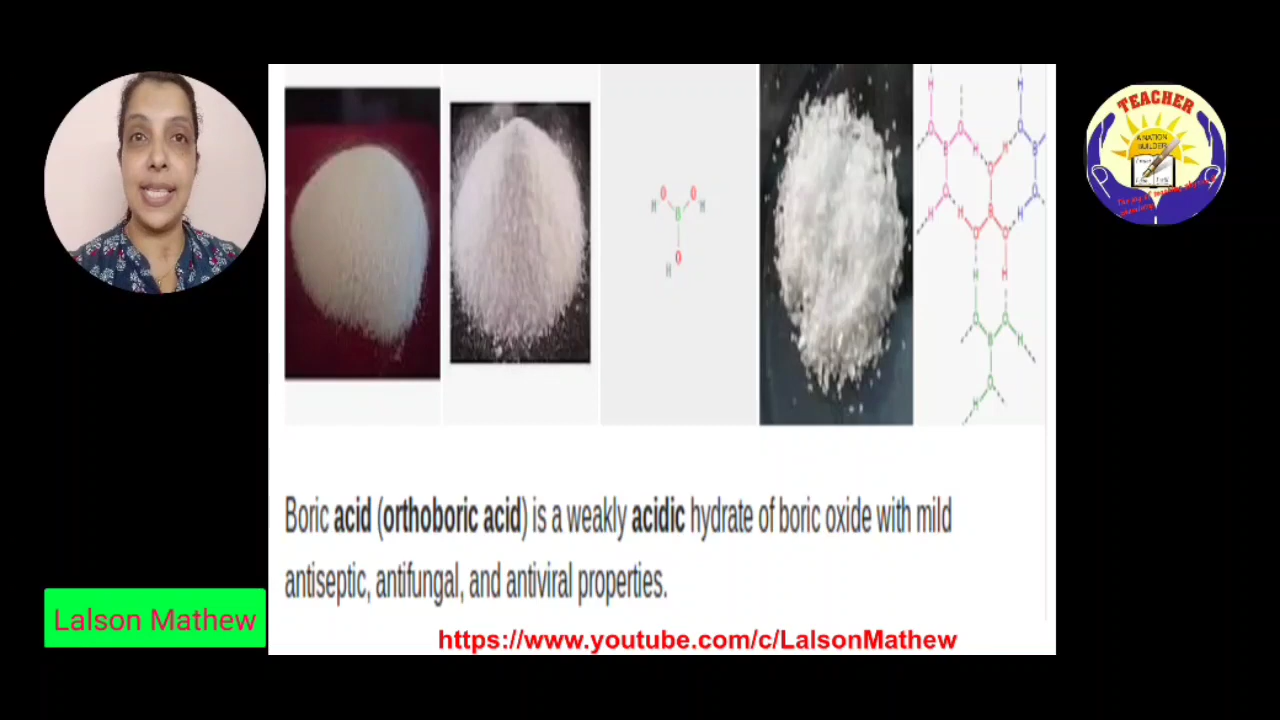 TEACHER
A NATION
BUILDER
Lalson Mathew
Boric acid (orthoboric acid) is a weakly acidic hydrate of boric oxide with mild
antiseptic, antifungal, and antiviral properties.
https://www.youtube.com/c/LalsonMathew